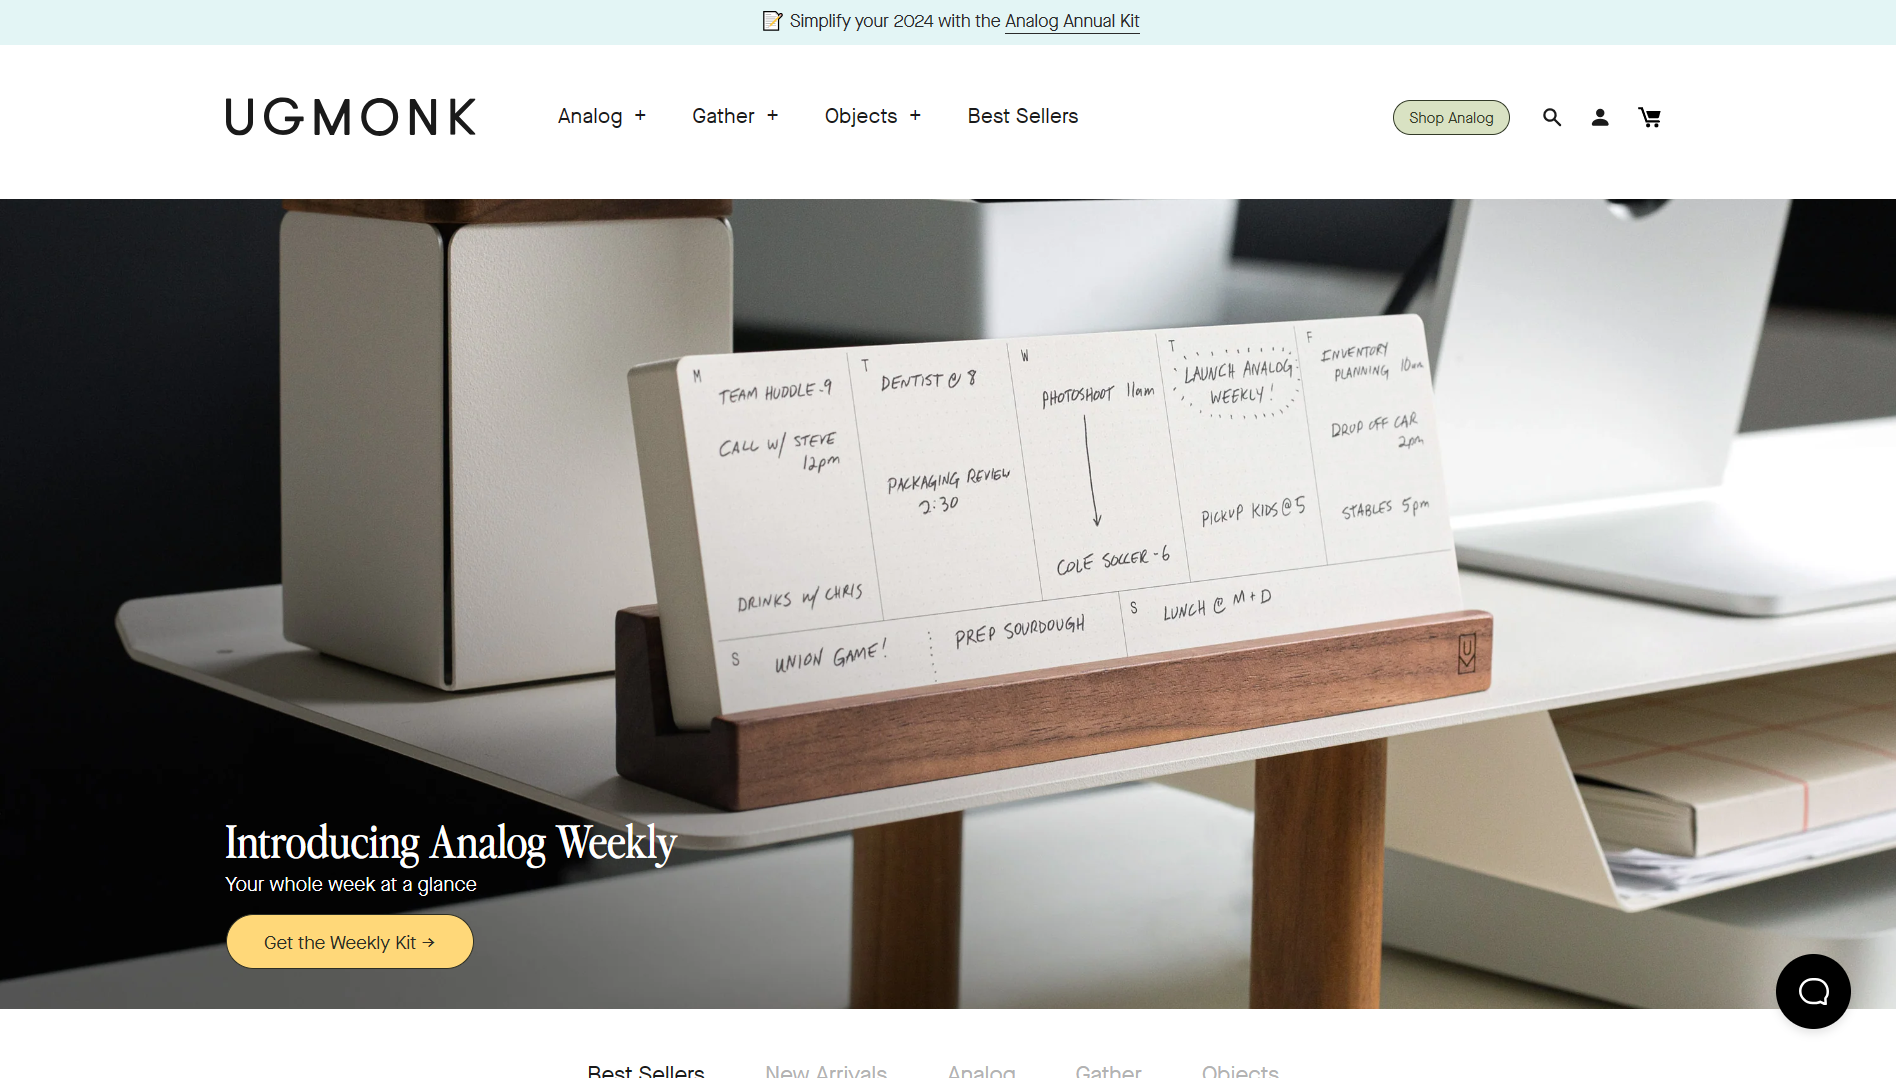 📝 Simplify your 2024 with the Analog Annual Kit
UGMONK
Analog +
Gather +
Objects +
Best Sellers
Shop Analog
M
TEAM HUDDLE - 9
CALL W/ STEVE
12pm
DRINKS W/ CHRIS
T
DENTIST @ 8
PACKAGING REVIEW
2:30
W
PHOTOSHOOT 11am
COLE SOCCER - 6
T
LAUNCH ANALOG
WEEKLY!
PICKUP KIDS @ 5
F
INVENTORY
PLANNING 10am
DROP OFF CAR
2pm
STABLES 5pm
S
UNION GAME!
PREP SOURDOUGH
S
LUNCH @ M + D
UM
Introducing Analog Weekly
Your whole week at a glance
Get the Weekly Kit →
Best Sellers
New Arrivals
Analog
Gather
Objects